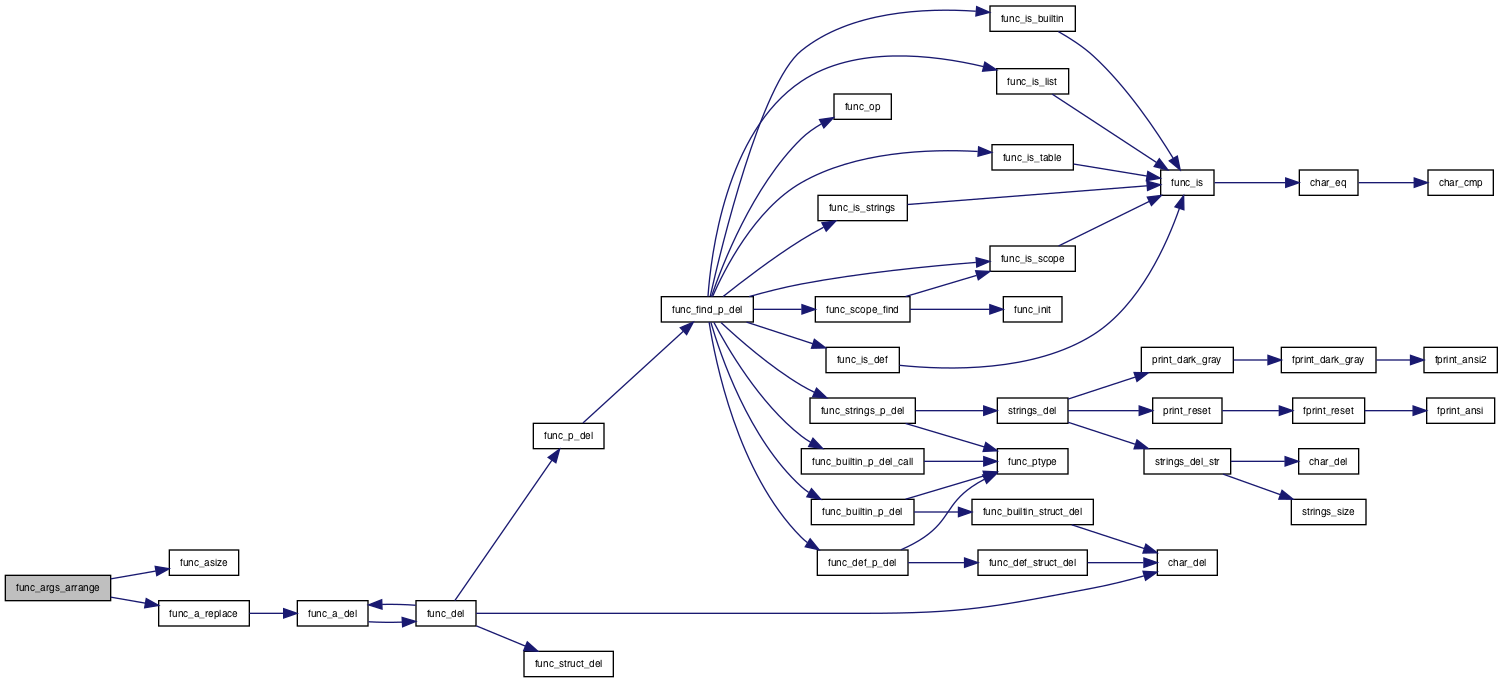 func_is_builtin
func_is_list
func_op
func_is_table
func_is
char_eq
char_cmp
func_is_strings
func_is_scope
func_find_p_del
func_scope_find
func_init
func_is_def
print_dark_gray
fprint_dark_gray
fprint_ansi2
func_strings_p_del
strings_del
print_reset
fprint_reset
fprint_ansi
func_p_del
func_builtin_p_del_call
func_ptype
strings_del_str
char_del
func_builtin_p_del
func_builtin_struct_del
strings_size
func_asize
func_def_p_del
func_def_struct_del
char_del
func_args_arrange
func_a_replace
func_a_del
func_del
func_struct_del